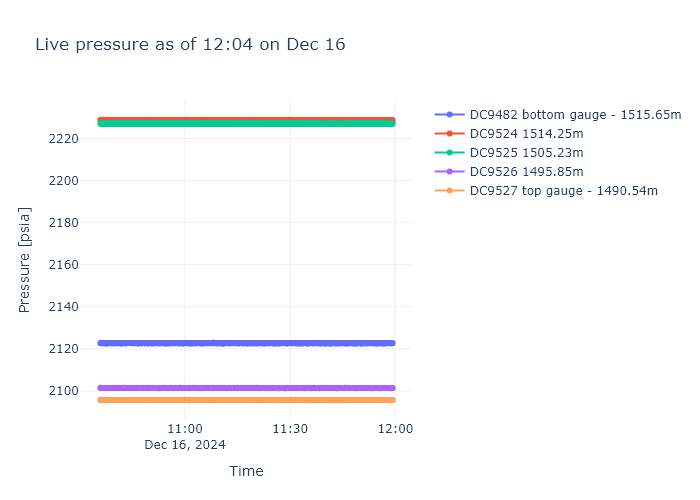 Live pressure as of 12:04 on Dec 16
DC9482 bottom gauge - 1515.65m
DC9524 1514.25m
DC9525 1505.23m
DC9526 1495.85m
DC9527 top gauge - 1490.54m
Pressure [psia]
2220
2200
2180
2160
2140
2120
2100
11:00
11:30
12:00
Dec 16, 2024
Time